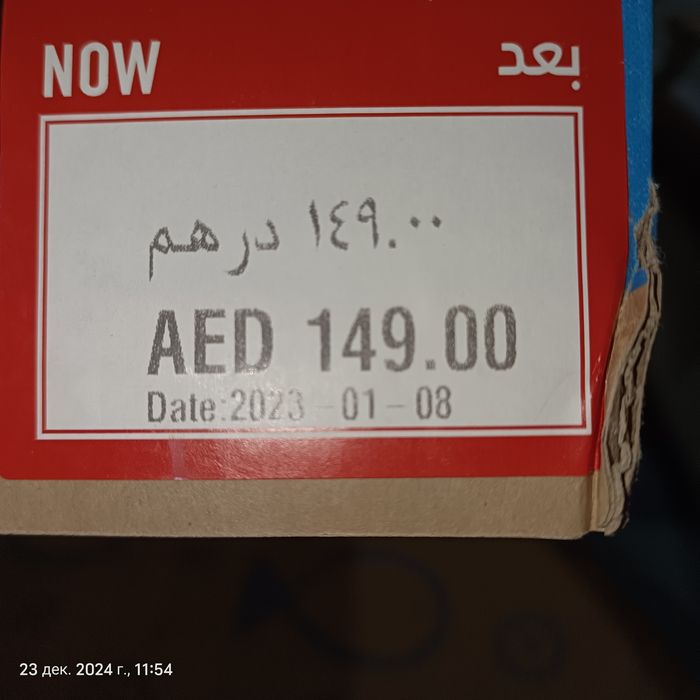 NOW بعد
١٤٩.٠٠ درهم
AED 149.00
Date:2023-01-08
23 дек. 2024 г., 11:54